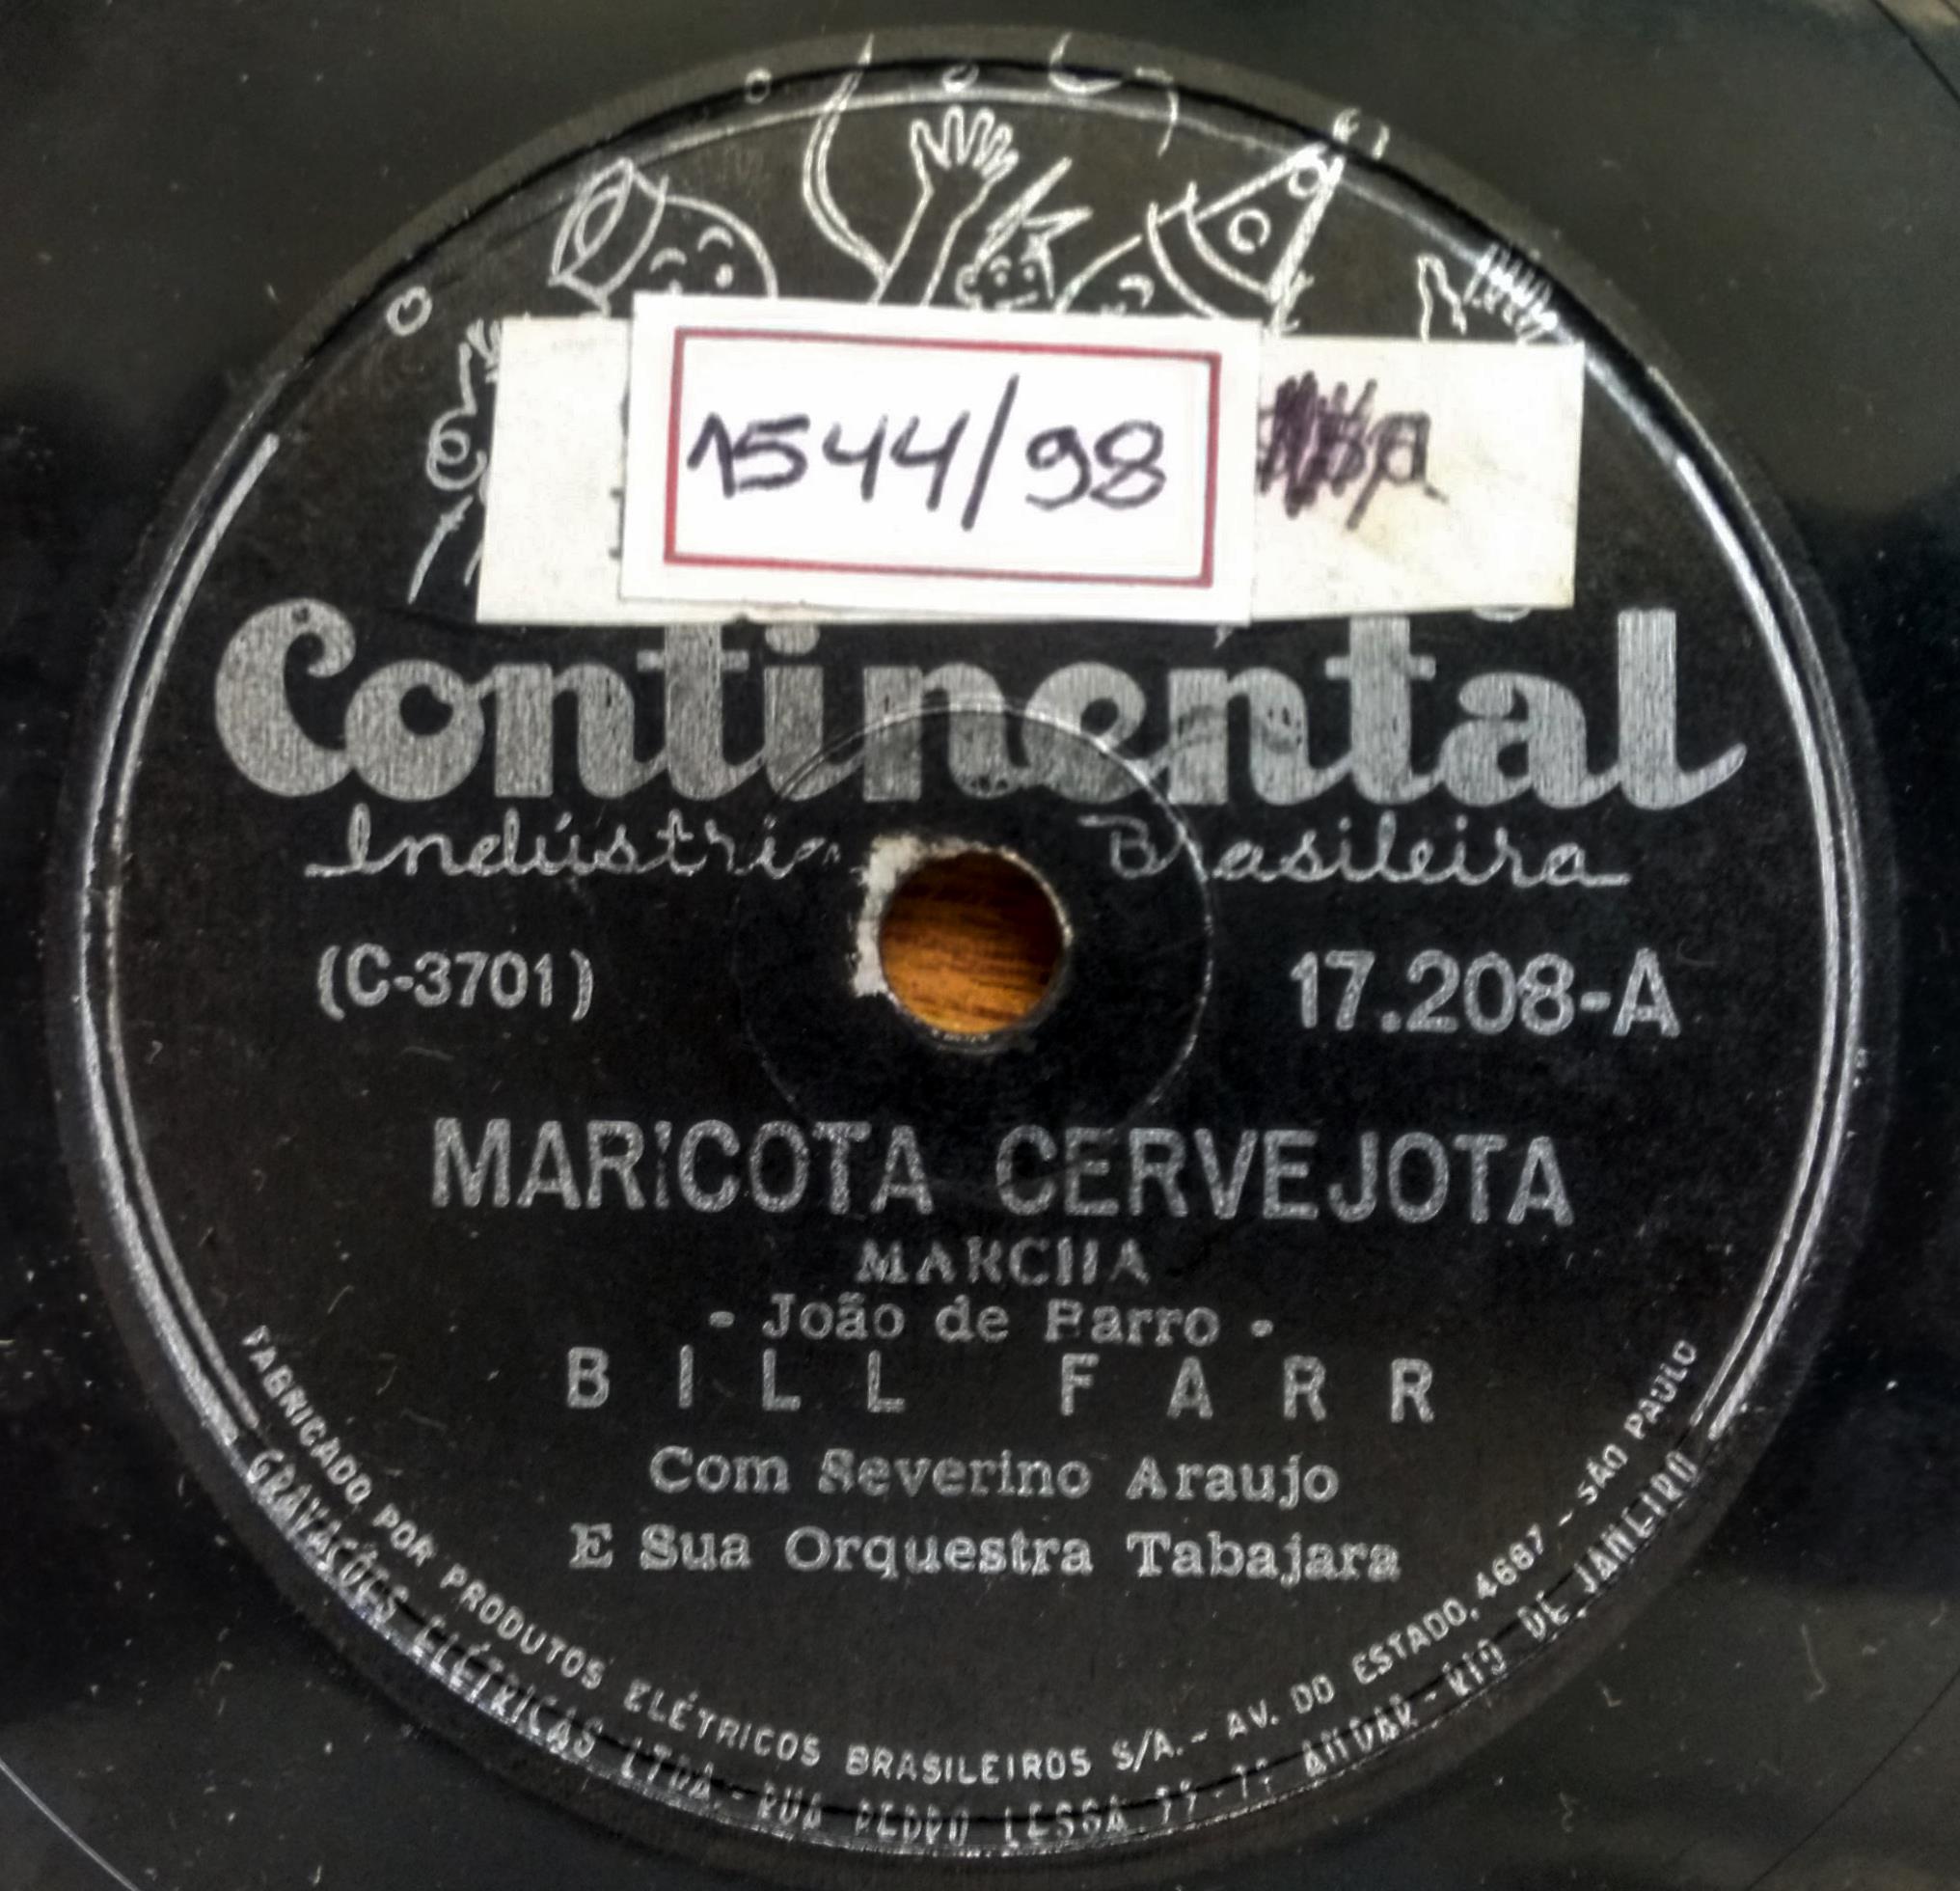 1544/98
Continental
Indústria Brasileira
(C-3701)
17.208-A
MARICOTA CERVEJOTA
MARCHA
- João de Barro -
BILL FARR
Com Severino Araujo
E Sua Orquestra Tabajara
FABRICADO POR PRODUTOS ELÉTRICOS BRASILEIROS S/A. - AV. DO ESTADO, 4667 - SÃO PAULO
GRAVAÇÕES ELÉTRICAS LTDA - RUA PEDRO LESSA ANDAR - RIO DE JANEIRO